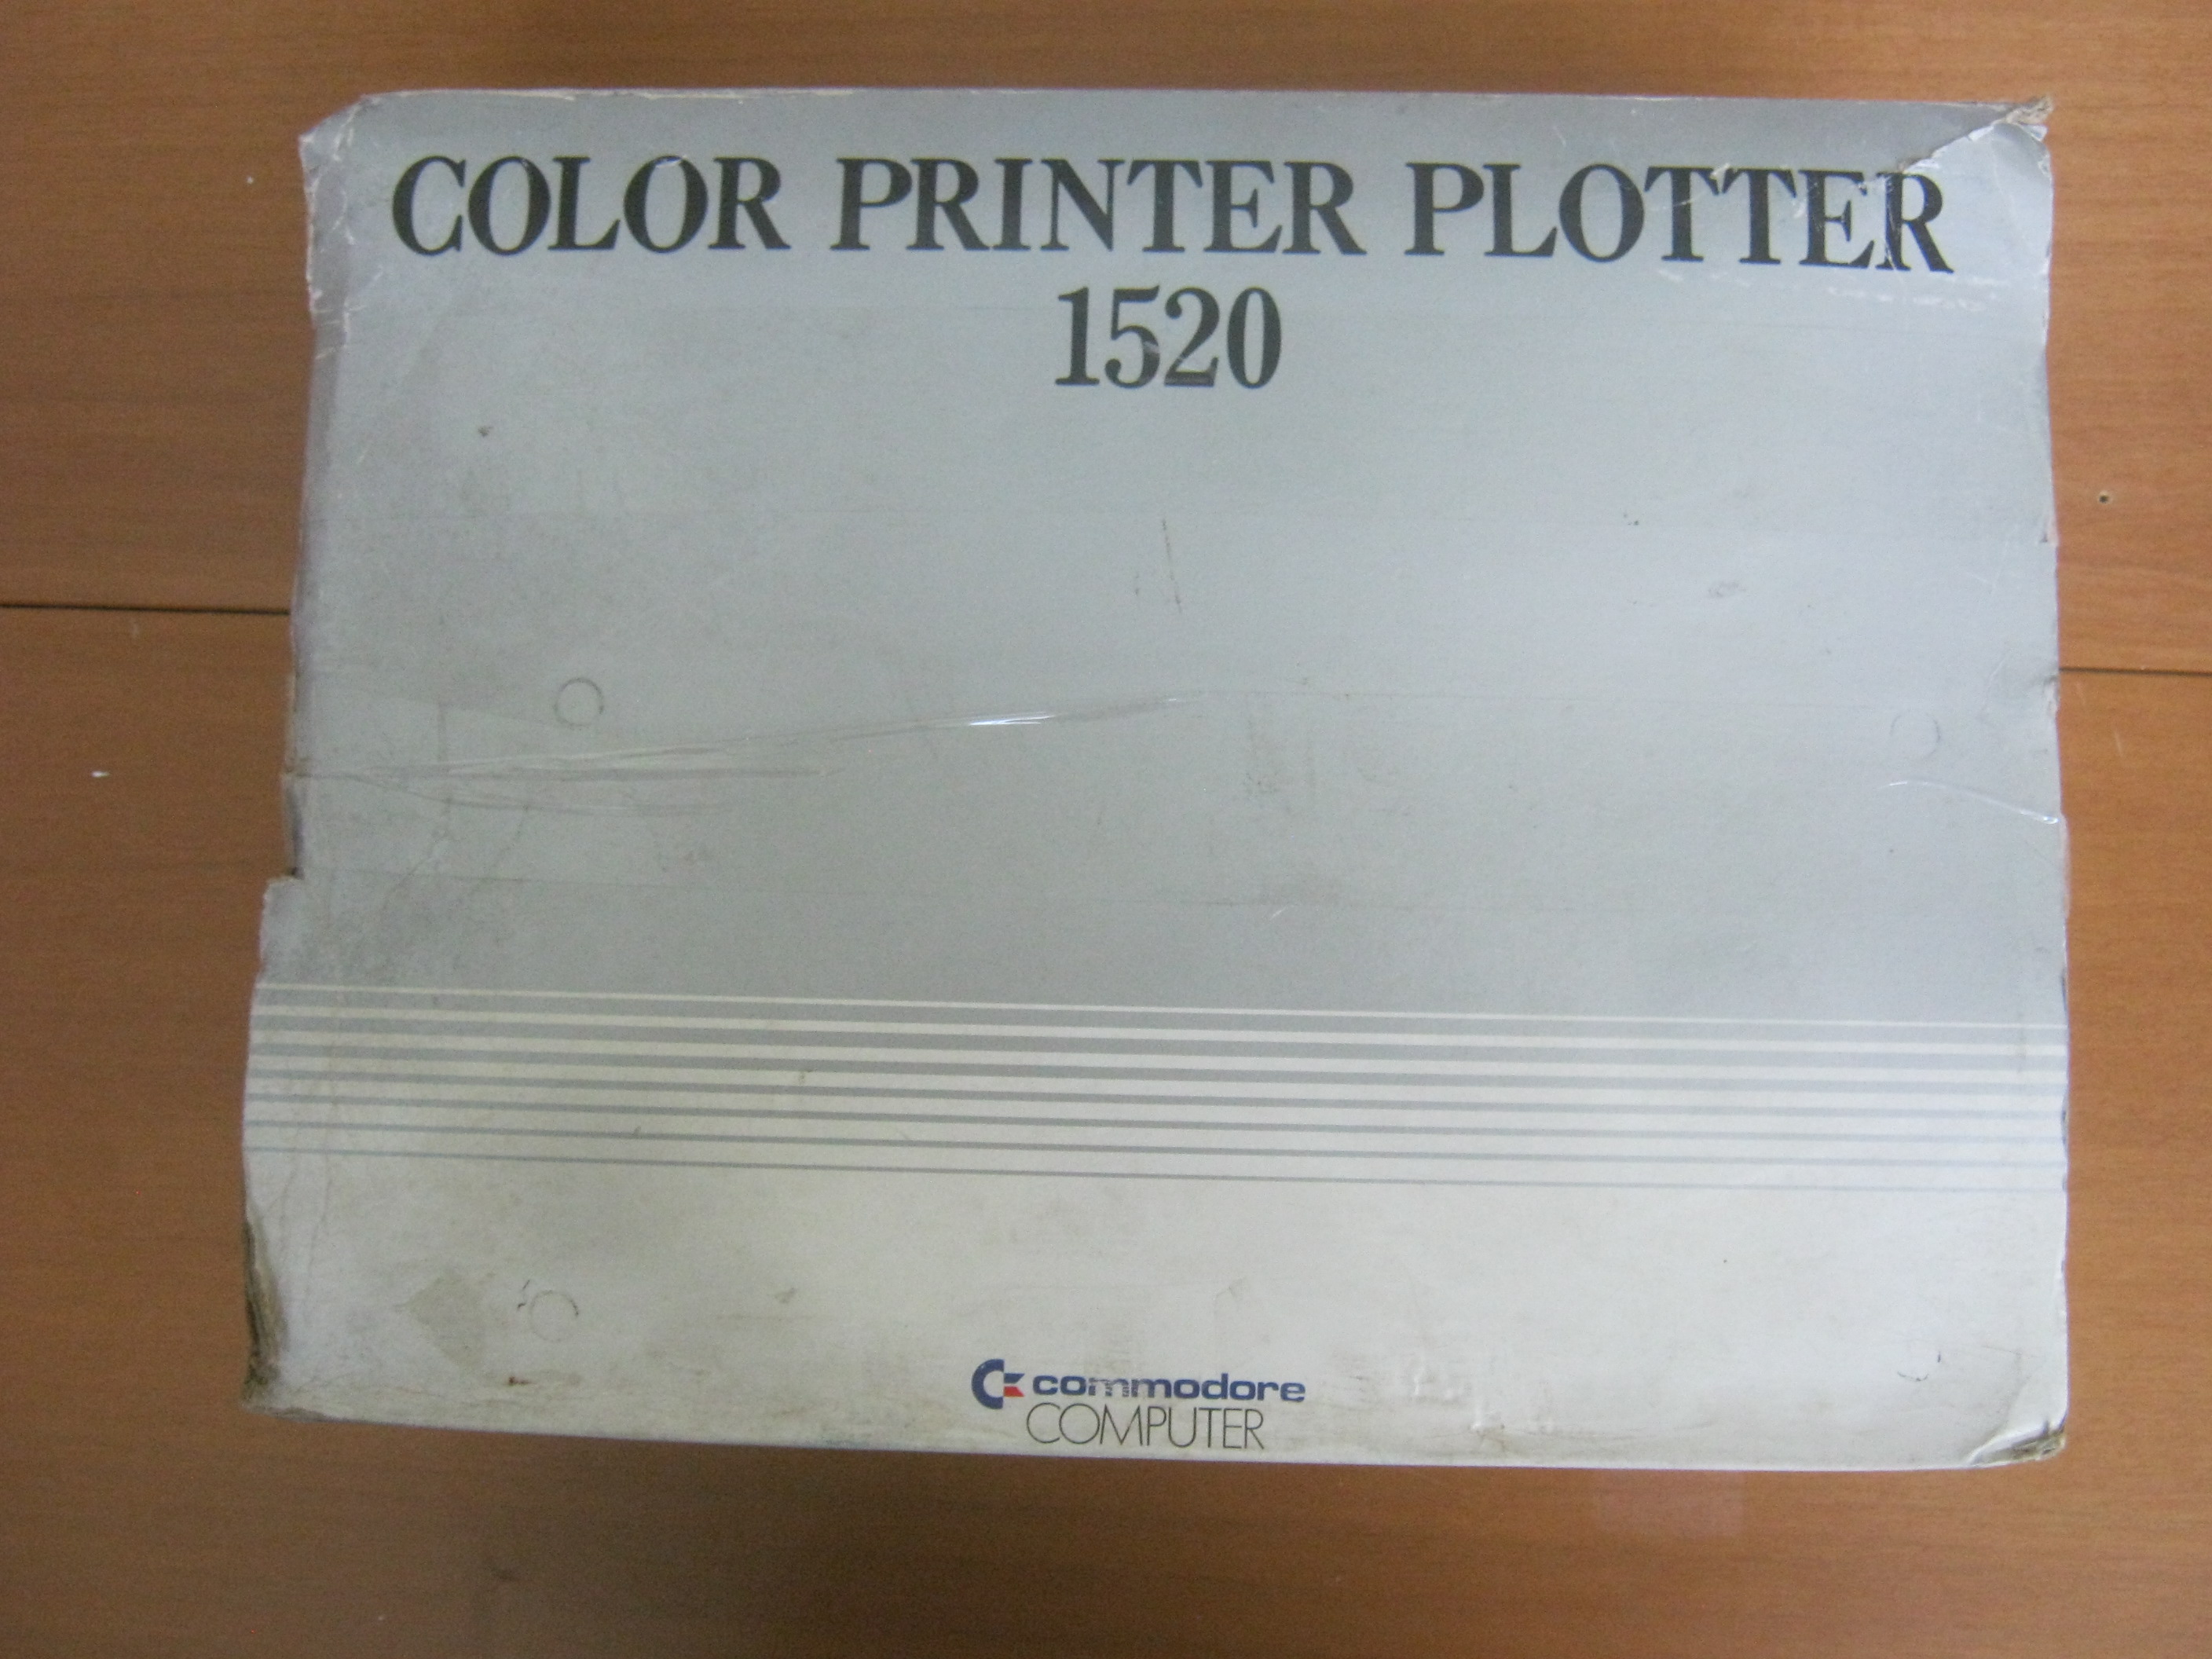 COLOR PRINTER PLOTTER
1520
commodore
COMPUTER